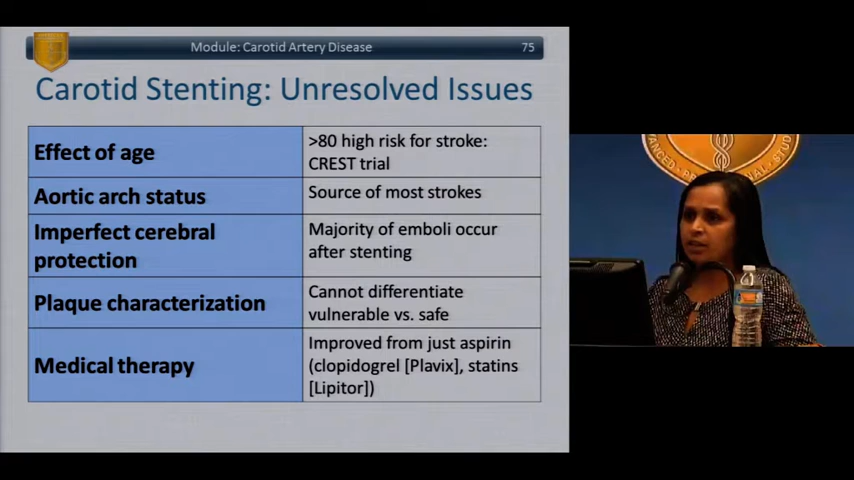 Module: Carotid Artery Disease
75
Carotid Stenting: Unresolved Issues
Effect of age
>80 high risk for stroke:
CREST trial
Aortic arch status
Source of most strokes
Imperfect cerebral
protection
Majority of emboli occur
after stenting
Plaque characterization
Cannot differentiate
vulnerable vs. safe
Medical therapy
Improved from just aspirin
(clopidogrel [Plavix], statins
[Lipitor])